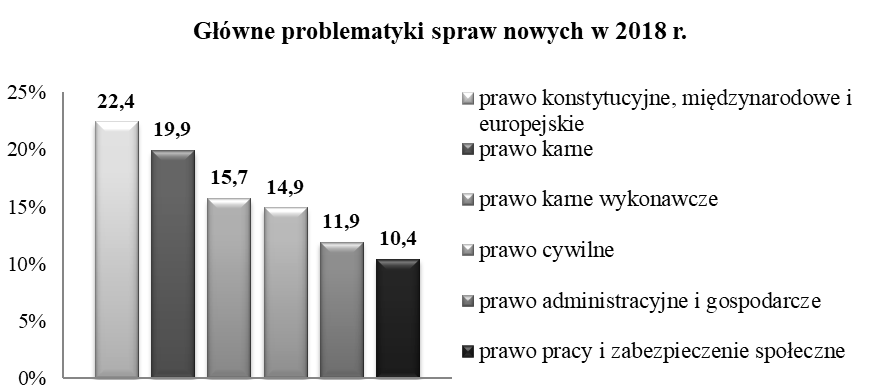 Główne problematyki spraw nowych w 2018 r.
25%
20%
15%
10%
5%
0%
22,4
19,9
15,7
14,9
11,9
10,4
prawo konstytucyjne, międzynarodowe i
europejskie
prawo karne
prawo karne wykonawcze
prawo cywilne
prawo administracyjne i gospodarcze
prawo pracy i zabezpieczenie społeczne